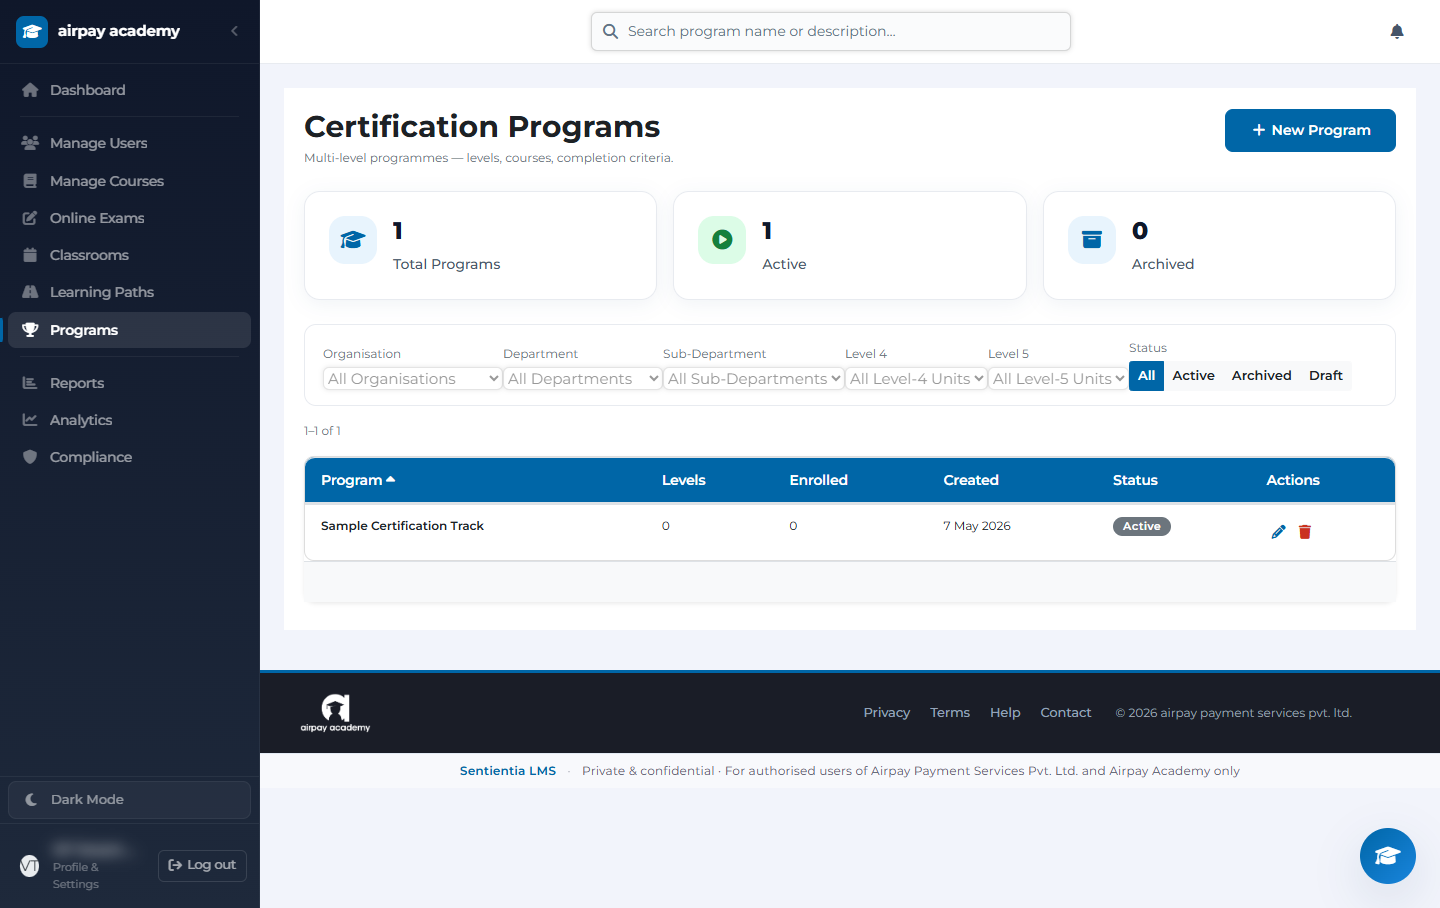 airpay academy
Search program name or description...
Dashboard
Manage Users
Manage Courses
Online Exams
Classrooms
Learning Paths
Programs
Reports
Analytics
Compliance
Dark Mode
VT
Profile & Settings
Log out
Certification Programs
Multi-level programmes — levels, courses, completion criteria.
+ New Program
1
Total Programs
1
Active
0
Archived
Organisation
All Organisations
Department
All Departments
Sub-Department
All Sub-Departments
Level 4
All Level-4 Units
Level 5
All Level-5 Units
Status
All Active Archived Draft
1–1 of 1
Program Levels Enrolled Created Status Actions
Sample Certification Track 0 0 7 May 2026 Active
airpay academy
Privacy Terms Help Contact © 2026 airpay payment services pvt. ltd.
Sentientia LMS · Private & confidential · For authorised users of Airpay Payment Services Pvt. Ltd. and Airpay Academy only